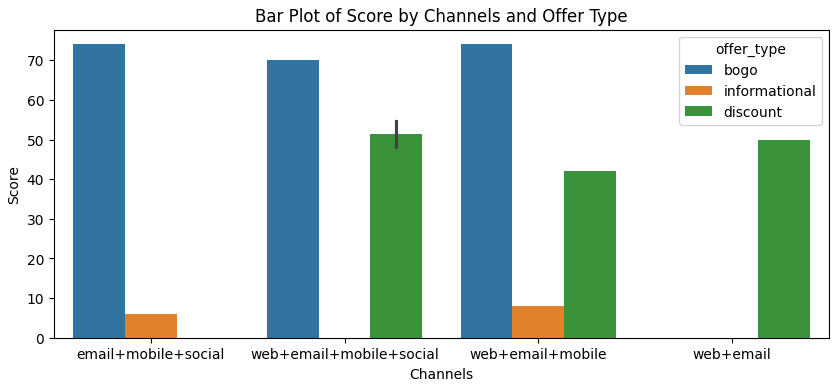 Bar Plot of Score by Channels and Offer Type
offer_type
bogo
informational
discount
Score
70
60
50
40
30
20
10
0
email+mobile+social
web+email+mobile+social
web+email+mobile
web+email
Channels